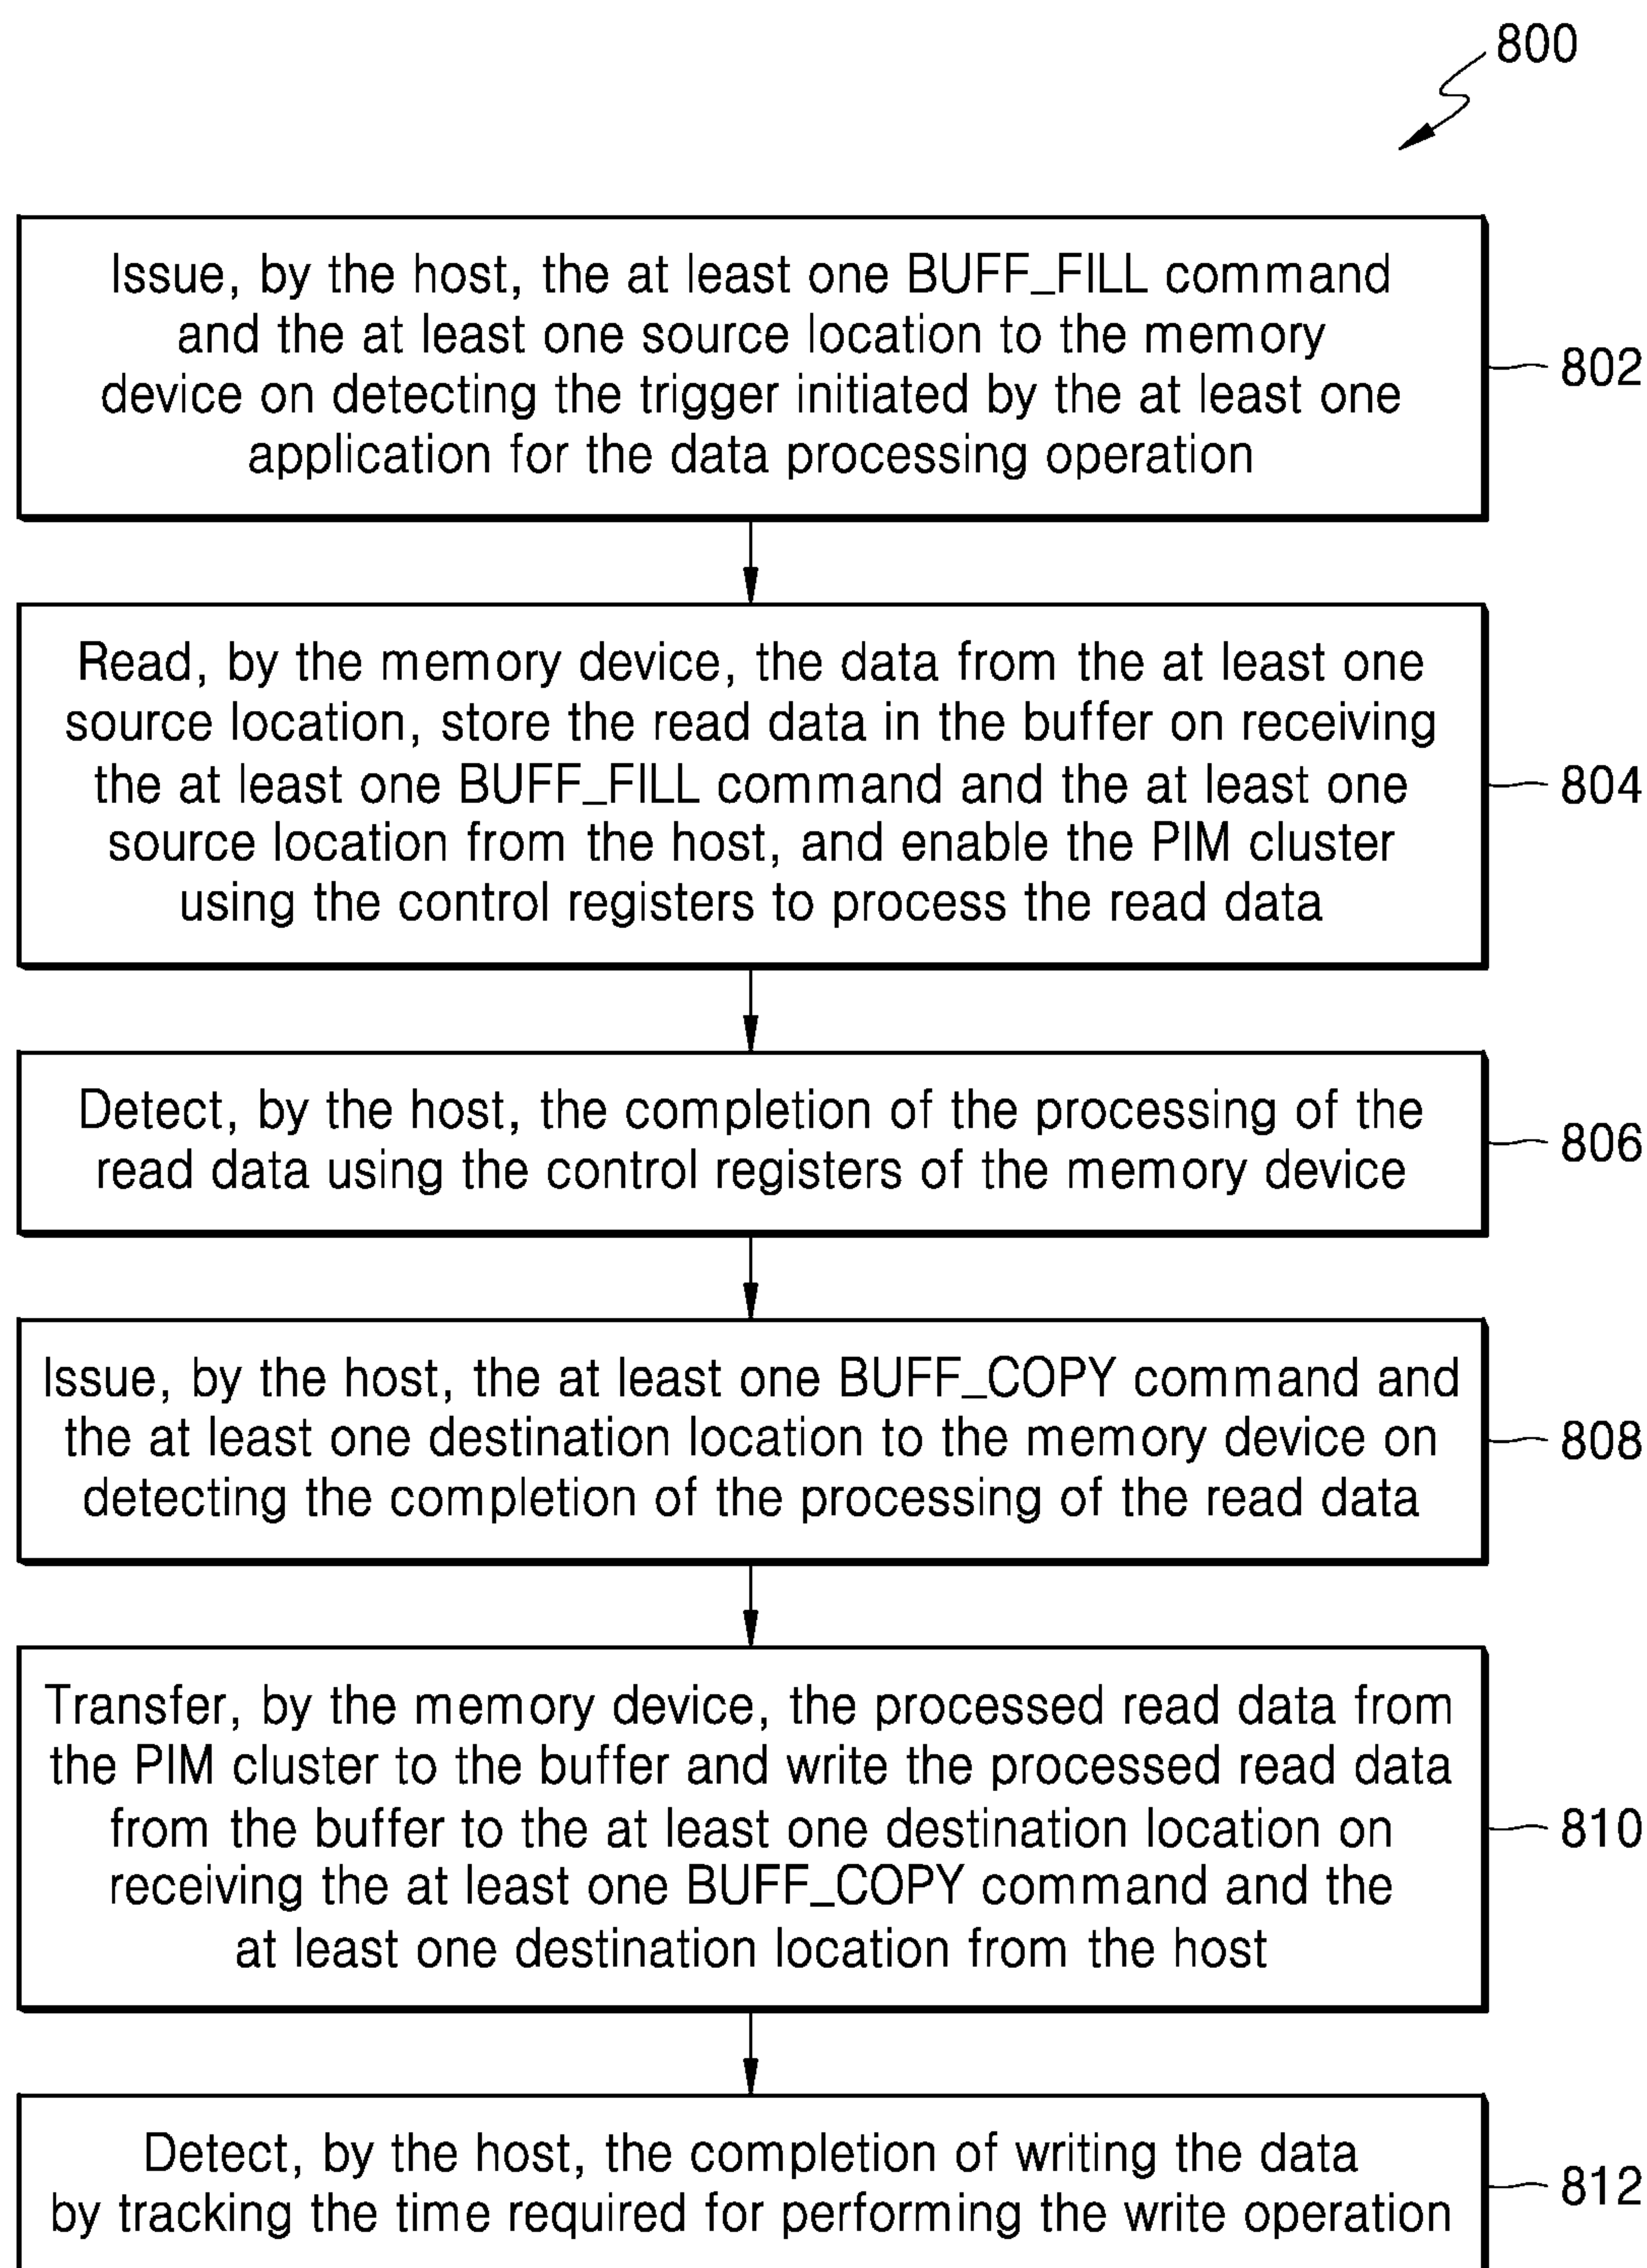 800
Issue, by the host, the at least one BUFF_FILL command
and the at least one source location to the memory
device on detecting the trigger initiated by the at least one
application for the data processing operation
802
Read, by the memory device, the data from the at least one
source location, store the read data in the buffer on receiving
the at least one BUFF_FILL command and the at least one
source location from the host, and enable the PIM cluster
using the control registers to process the read data
804
Detect, by the host, the completion of the processing of the
read data using the control registers of the memory device
806
Issue, by the host, the at least one BUFF_COPY command and
the at least one destination location to the memory device on
detecting the completion of the processing of the read data
808
Transfer, by the memory device, the processed read data from
the PIM cluster to the buffer and write the processed read data
from the buffer to the at least one destination location on
receiving the at least one BUFF_COPY command and the
at least one destination location from the host
810
Detect, by the host, the completion of writing the data
by tracking the time required for performing the write operation
812